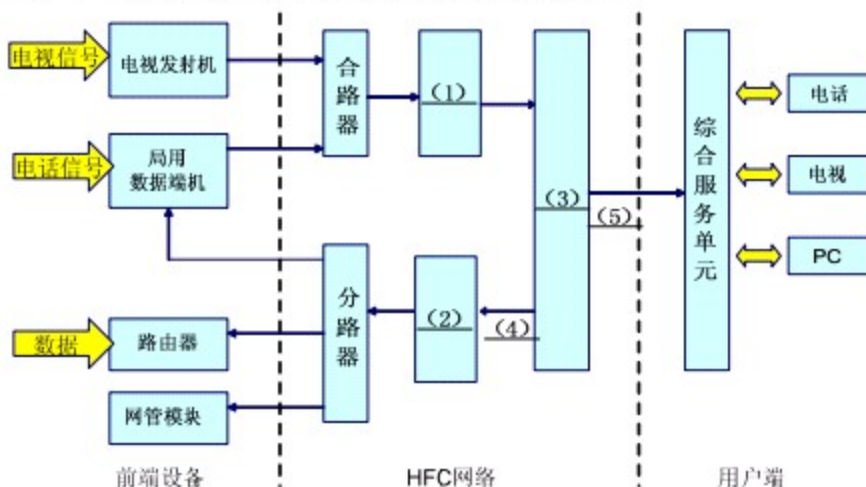 电视信号
电视发射机
合路器
(1)
电话信号
局用
数据端机
(3)
(5)
综合服务单元
电话
电视
PC
分路器
(2)
(4)
数据
路由器
网管模块
前端设备
HFC网络
用户端